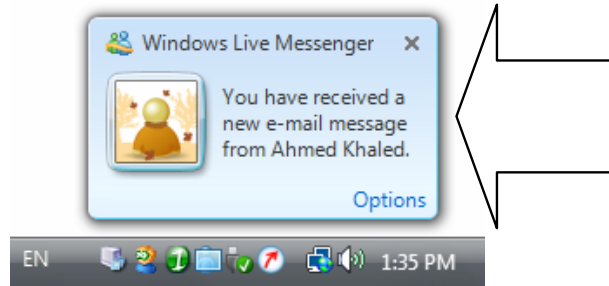 Windows Live Messenger
You have received a
new e-mail message
from Ahmed Khaled.
Options
EN 1:35 PM